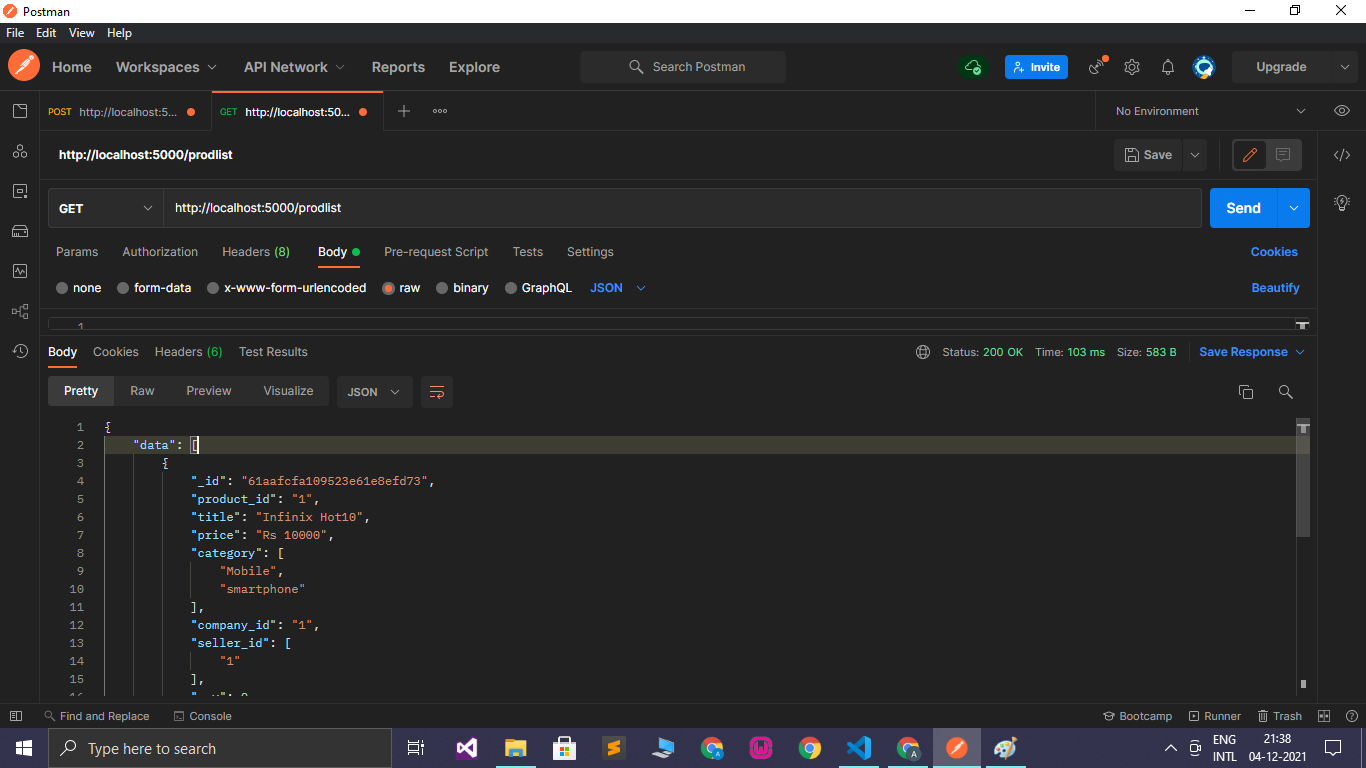 Postman
File Edit View Help
Home Workspaces API Network Reports Explore Search Postman Invite Upgrade
POST http://localhost:5... GET http://localhost:50... No Environment
http://localhost:5000/prodlist Save
GET http://localhost:5000/prodlist Send
Params Authorization Headers (8) Body Pre-request Script Tests Settings Cookies
none form-data x-www-form-urlencoded raw binary GraphQL JSON Beautify
1
Body Cookies Headers (6) Test Results Status: 200 OK Time: 103 ms Size: 583 B Save Response
Pretty Raw Preview Visualize JSON
1 {
2 "data": [
3 {
4 "_id": "61aafcfa109523e61e8efd73",
5 "product_id": "1",
6 "title": "Infinix Hot10",
7 "price": "Rs 10000",
8 "category": [
9 "Mobile",
10 "smartphone"
11 ],
12 "company_id": "1",
13 "seller_id": [
14 "1"
15 ],
Find and Replace Console Bootcamp Runner Trash
Type here to search
ENG 21:38
INTL 04-12-2021